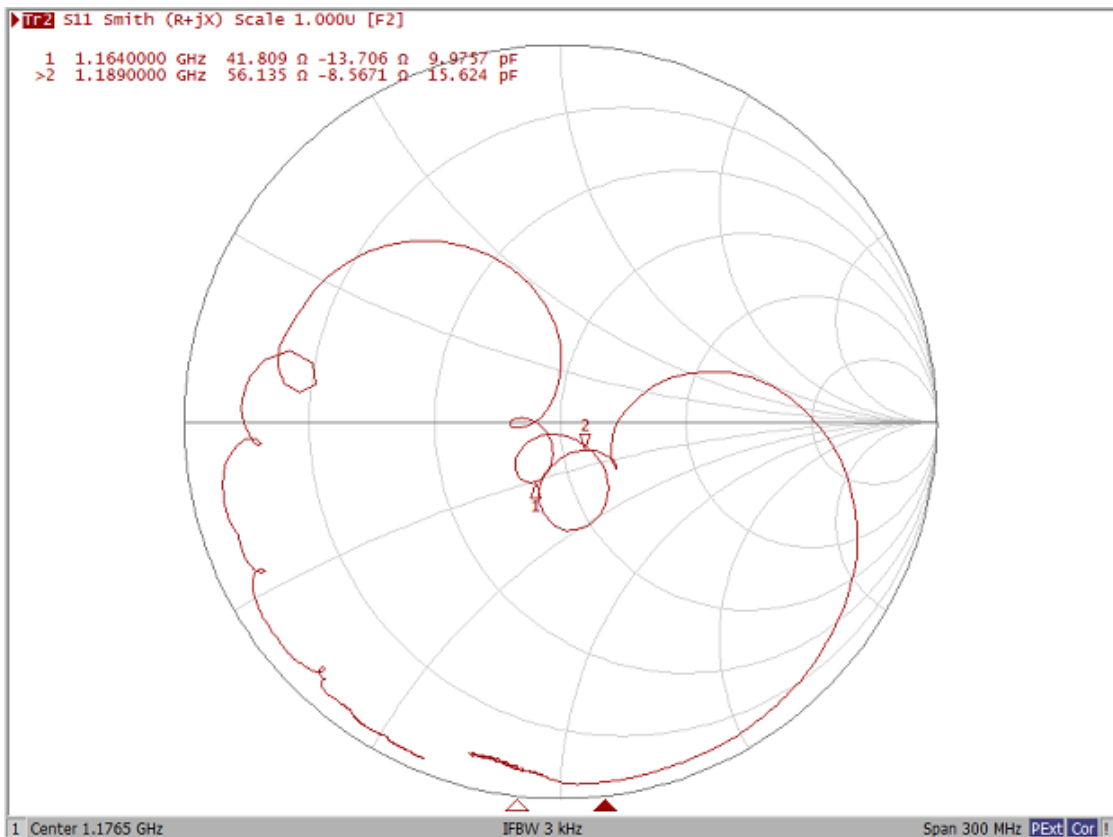 Tr2 S11 Smith (R+jX) Scale 1.000U [F2]
1 1.1640000 GHz 41.809 Ω -13.706 Ω 9.9757 pF
>2 1.1890000 GHz 56.135 Ω -8.5671 Ω 15.624 pF
2
1
1 Center 1.1765 GHz IFBW 3 kHz Span 300 MHz PExt Cor !